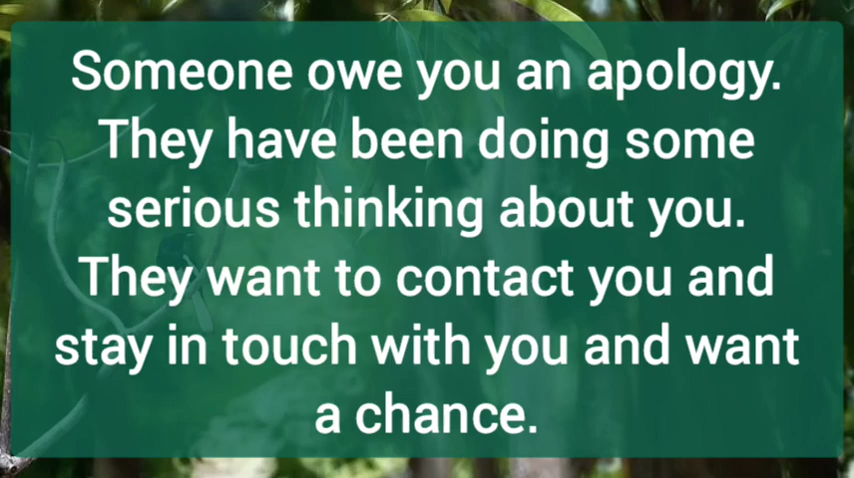 Someone owe you an apology.
They have been doing some
serious thinking about you.
They want to contact you and
stay in touch with you and want
a chance.